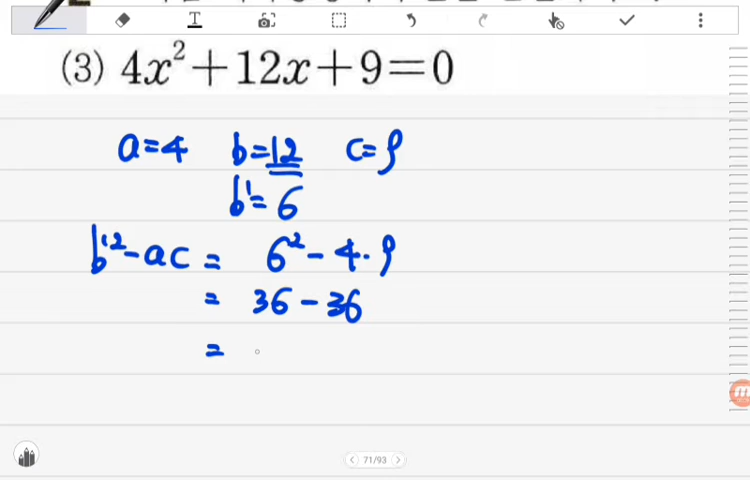 (3) 4x²+12x+9=0
a=4 b=12 c=9
b'=6
b'²-ac = 6²-4·9
= 36-36
=
71/93